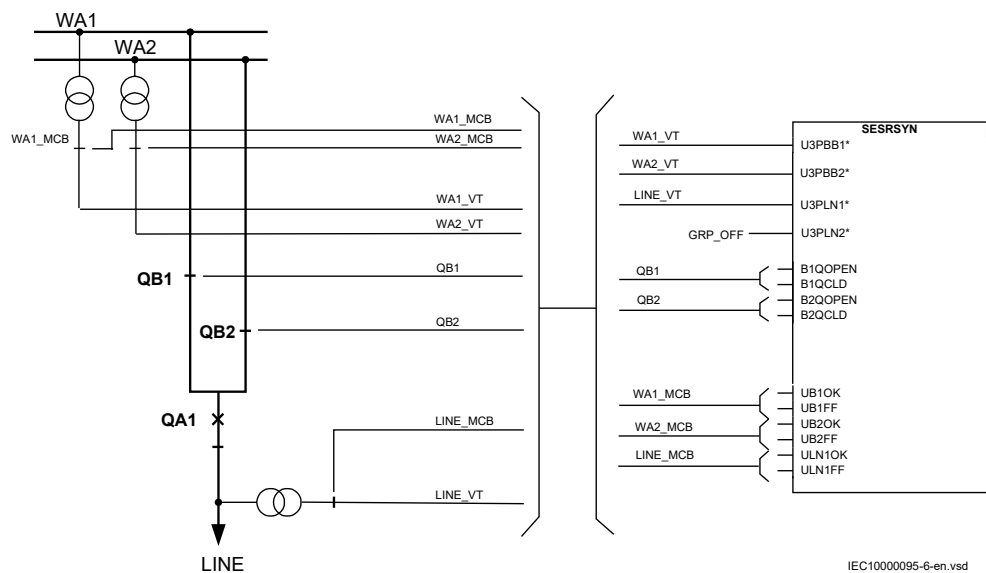 WA1
WA2
WA1_MCB
WA1_MCB
WA2_MCB
WA1_VT
WA2_VT
QB1
QB1
QB2
QB2
QA1
LINE_MCB
LINE_VT
LINE
SESRSYN
WA1_VT
U3PBB1*
WA2_VT
U3PBB2*
LINE_VT
U3PLN1*
GRP_OFF
U3PLN2*
QB1
B1QOPEN
B1QCLD
QB2
B2QOPEN
B2QCLD
WA1_MCB
UB1OK
UB1FF
WA2_MCB
UB2OK
UB2FF
LINE_MCB
ULN1OK
ULN1FF
IEC10000095-6-en.vsd